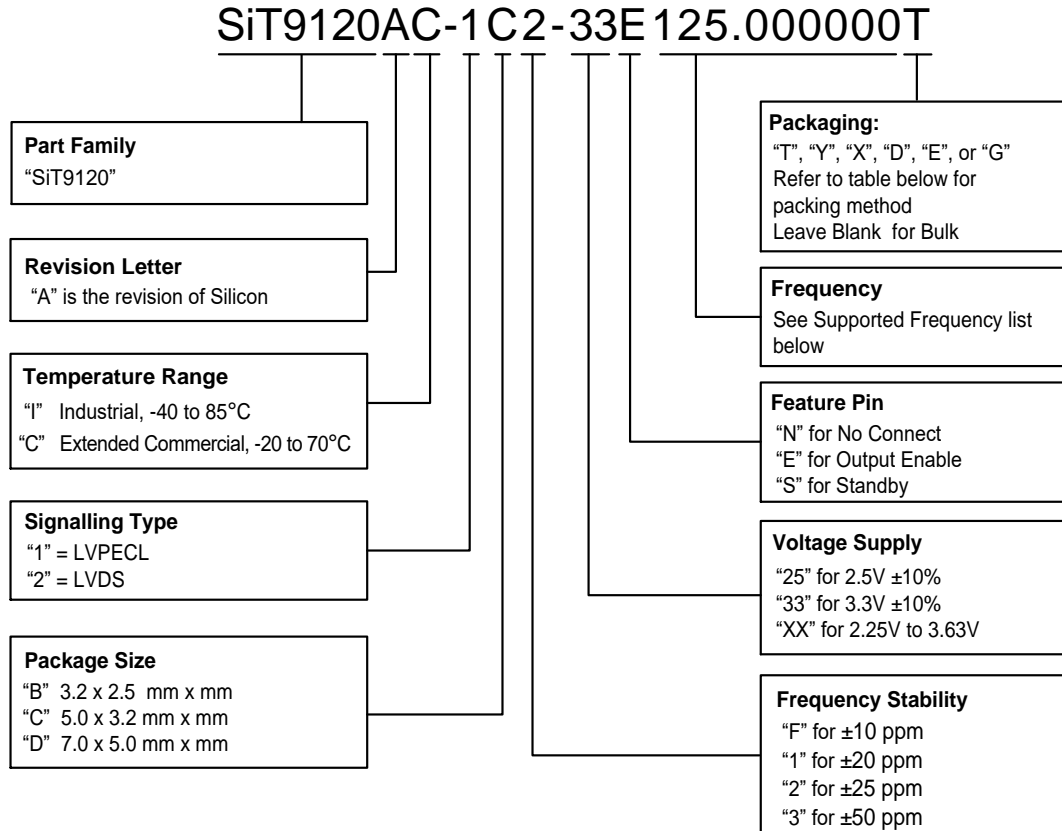 SiT9120AC-1C2-33E125.000000T
Part Family
“SiT9120”
Revision Letter
“A” is the revision of Silicon
Temperature Range
“I” Industrial, -40 to 85°C
“C” Extended Commercial, -20 to 70°C
Signalling Type
“1” = LVPECL
“2” = LVDS
Package Size
“B” 3.2 x 2.5 mm x mm
“C” 5.0 x 3.2 mm x mm
“D” 7.0 x 5.0 mm x mm
Packaging:
“T”, “Y”, “X”, “D”, “E”, or “G”
Refer to table below for
packing method
Leave Blank for Bulk
Frequency
See Supported Frequency list
below
Feature Pin
“N” for No Connect
“E” for Output Enable
“S” for Standby
Voltage Supply
“25” for 2.5V ±10%
“33” for 3.3V ±10%
“XX” for 2.25V to 3.63V
Frequency Stability
“F” for ±10 ppm
“1” for ±20 ppm
“2” for ±25 ppm
“3” for ±50 ppm